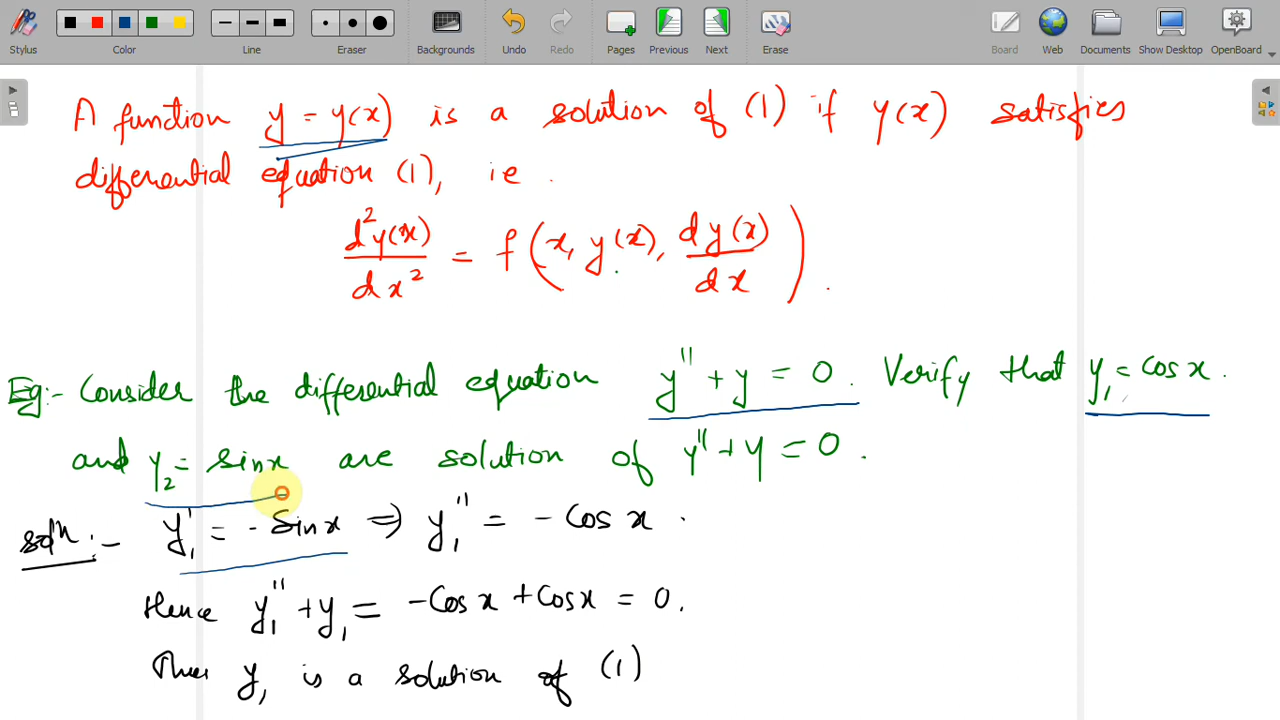 Stylus Color Line Eraser Backgrounds Undo Redo Pages Previous Next Erase Board Web Documents Show Desktop OpenBoard
A function y = y(x) is a solution of (1) if y(x) satisfies
differential equation (1), ie.
d²y(x)/dx² = f(x, y(x), dy(x)/dx).
Eg:- Consider the differential equation y'' + y = 0. Verify that y₁ = cos x.
and y₂ = sin x are solution of y'' + y = 0.
solⁿ:- y₁' = - Sin x ⇒ y₁'' = - Cos x.
Hence y₁'' + y₁ = -Cos x + Cos x = 0.
Thus y₁ is a solution of (1)